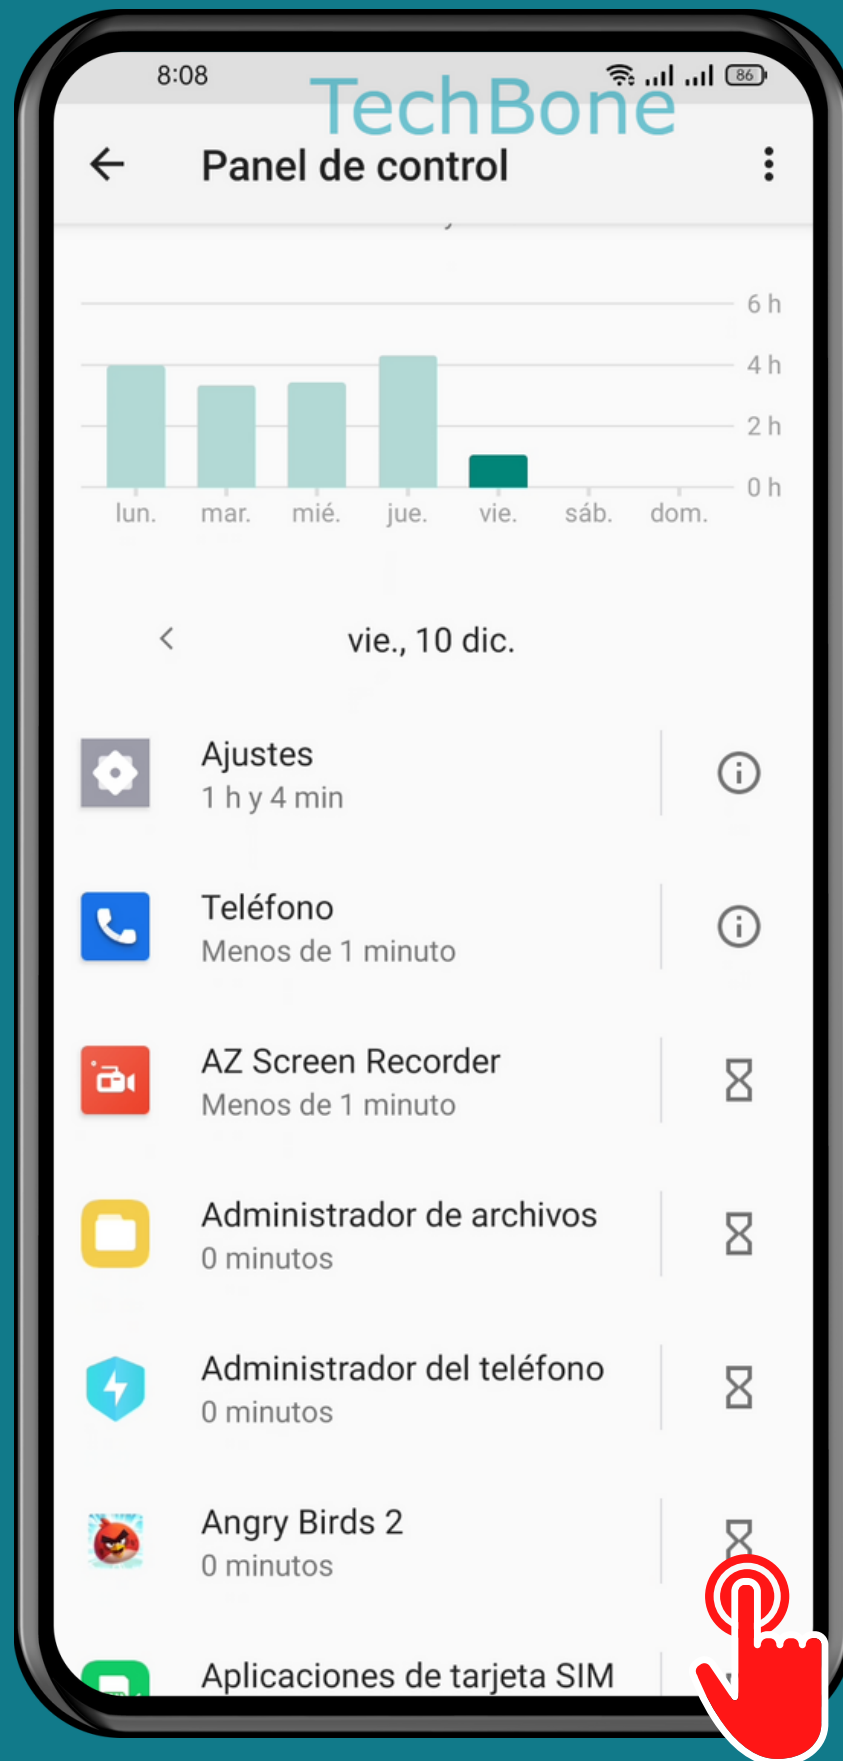 8:08
86
TechBone
Panel de control
6 h
4 h
2 h
0 h
lun. mar. mié. jue. vie. sáb. dom.
vie., 10 dic.
Ajustes
1 h y 4 min
Teléfono
Menos de 1 minuto
AZ Screen Recorder
Menos de 1 minuto
Administrador de archivos
0 minutos
Administrador del teléfono
0 minutos
Angry Birds 2
0 minutos
Aplicaciones de tarjeta SIM